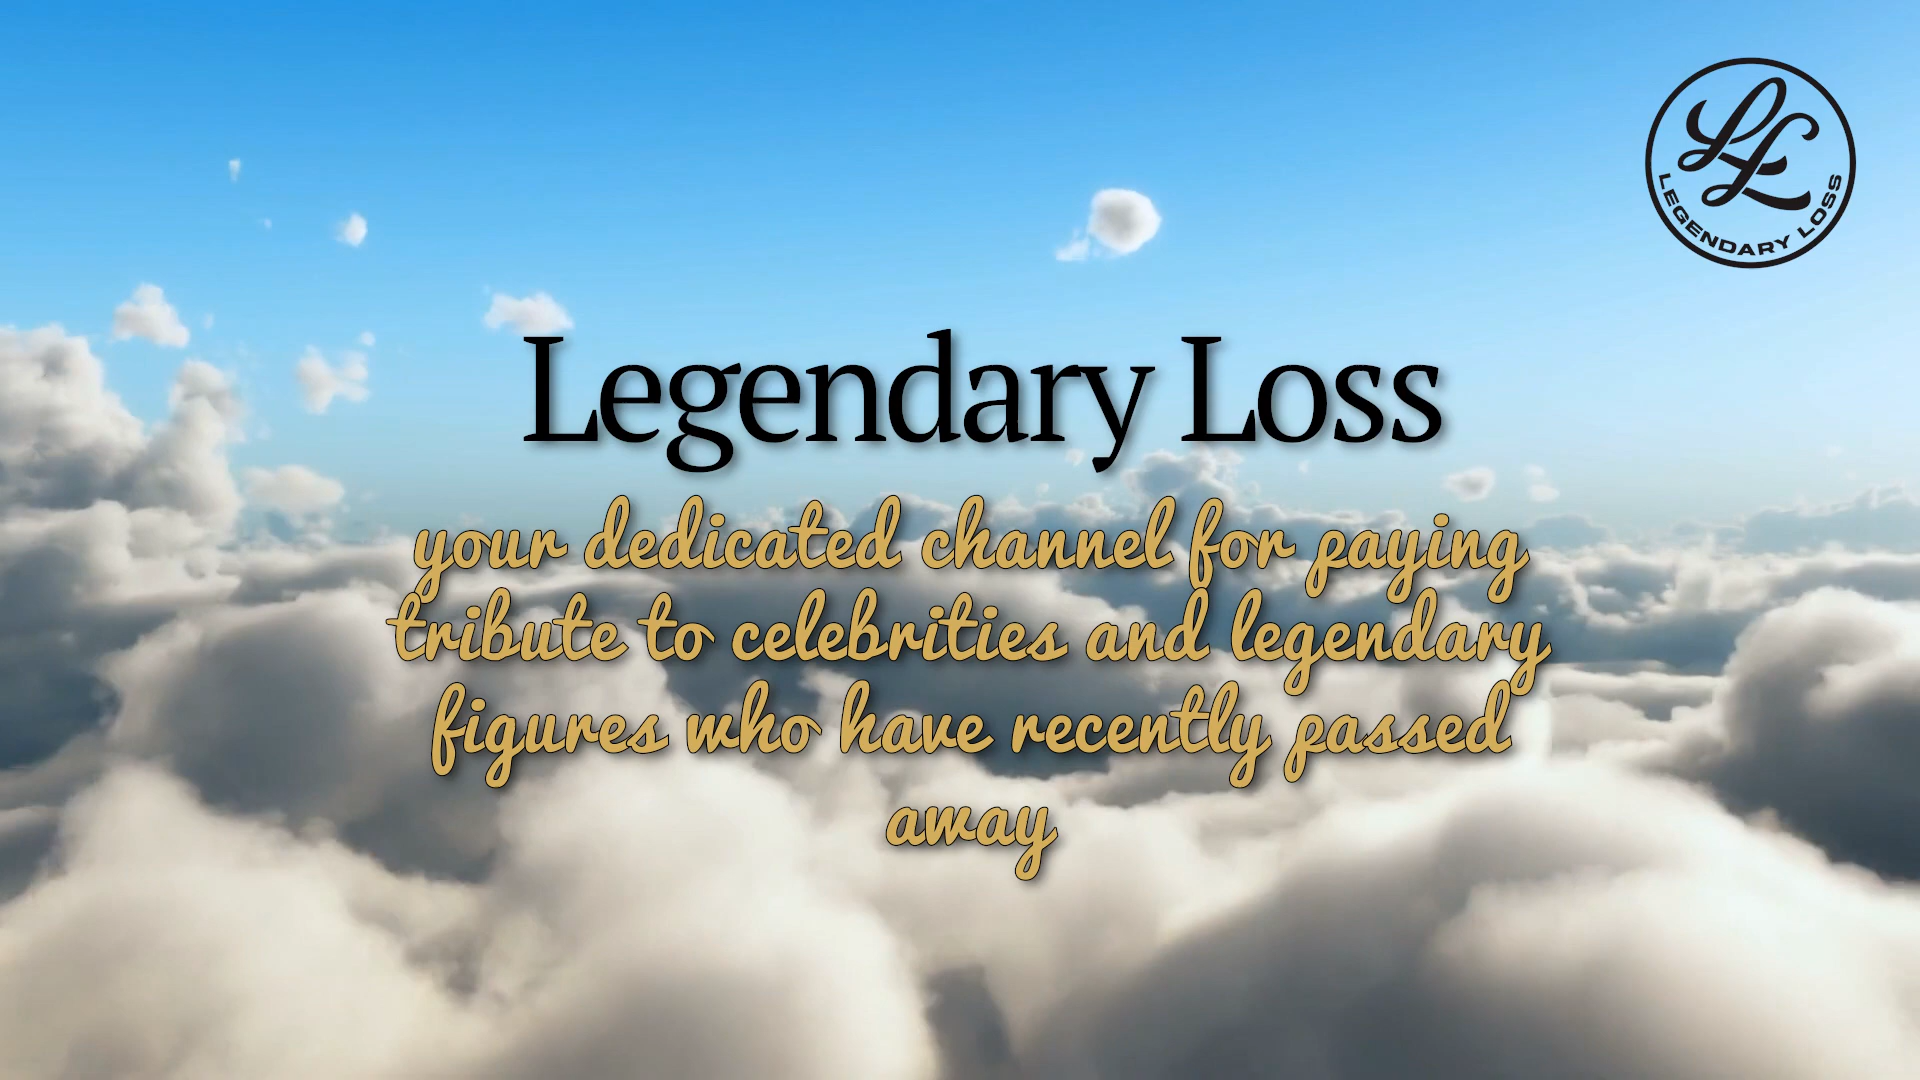 LL
LEGENDARY LOSS
Legendary Loss
your dedicated channel for paying
tribute to celebrities and legendary
figures who have recently passed
away